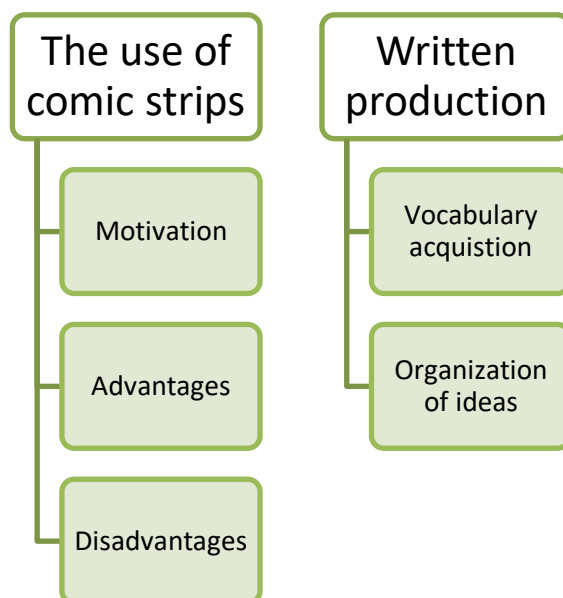 The use of
comic strips
Motivation
Advantages
Disadvantages
Written
production
Vocabulary
acquistion
Organization
of ideas